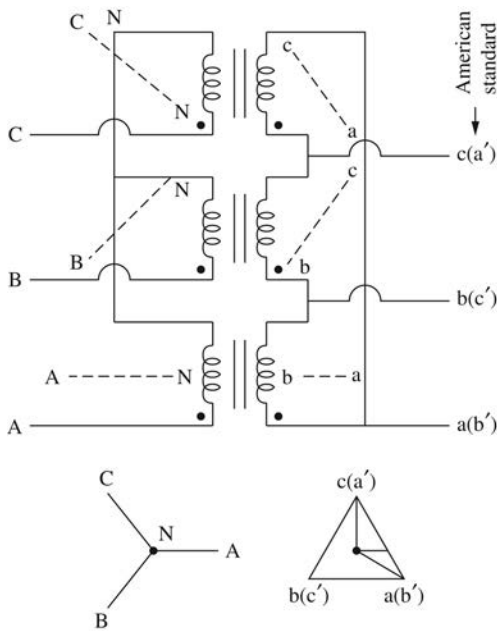 C N
American standard
c
N
a
C
c(a′)
c
N
B
b
B
b(c′)
A N b a
A
a(b′)
C
N
A
B
c(a′)
b(c′) a(b′)